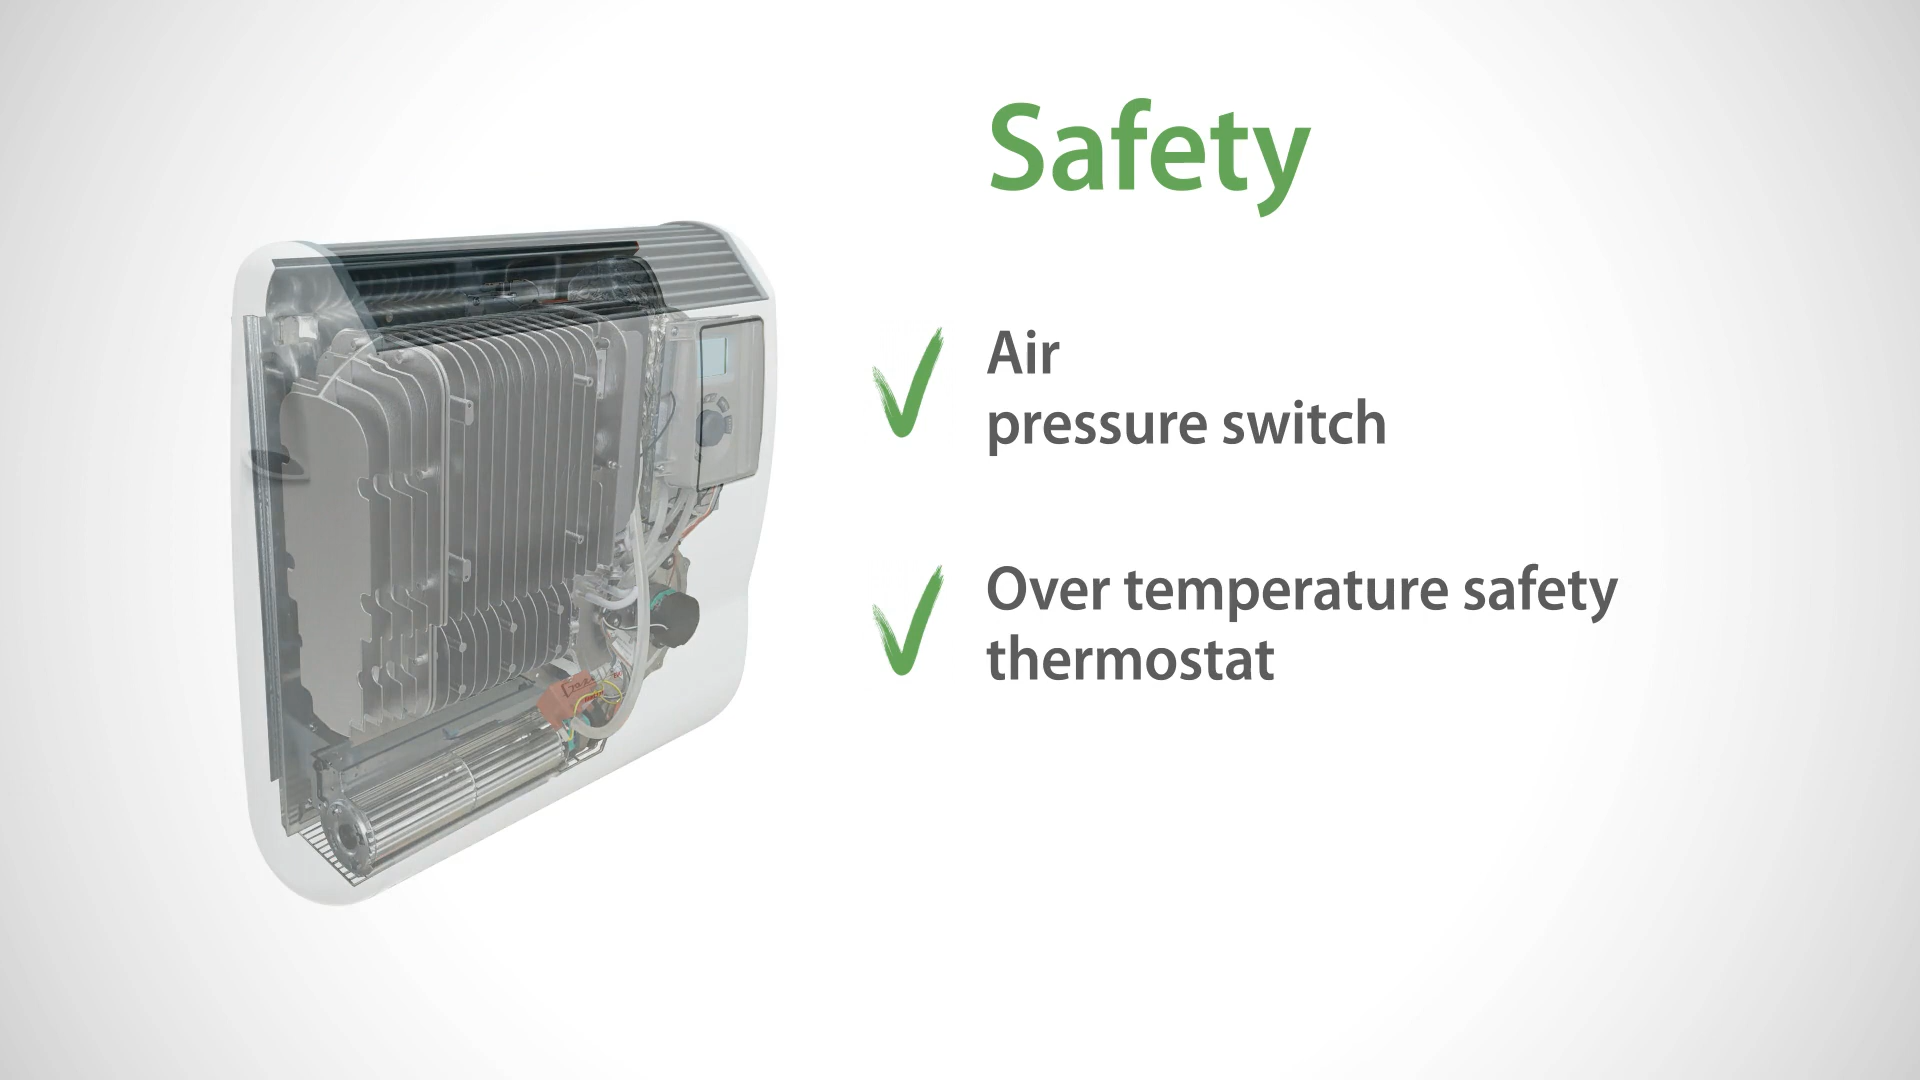 Safety
Air
pressure switch
Over temperature safety
thermostat